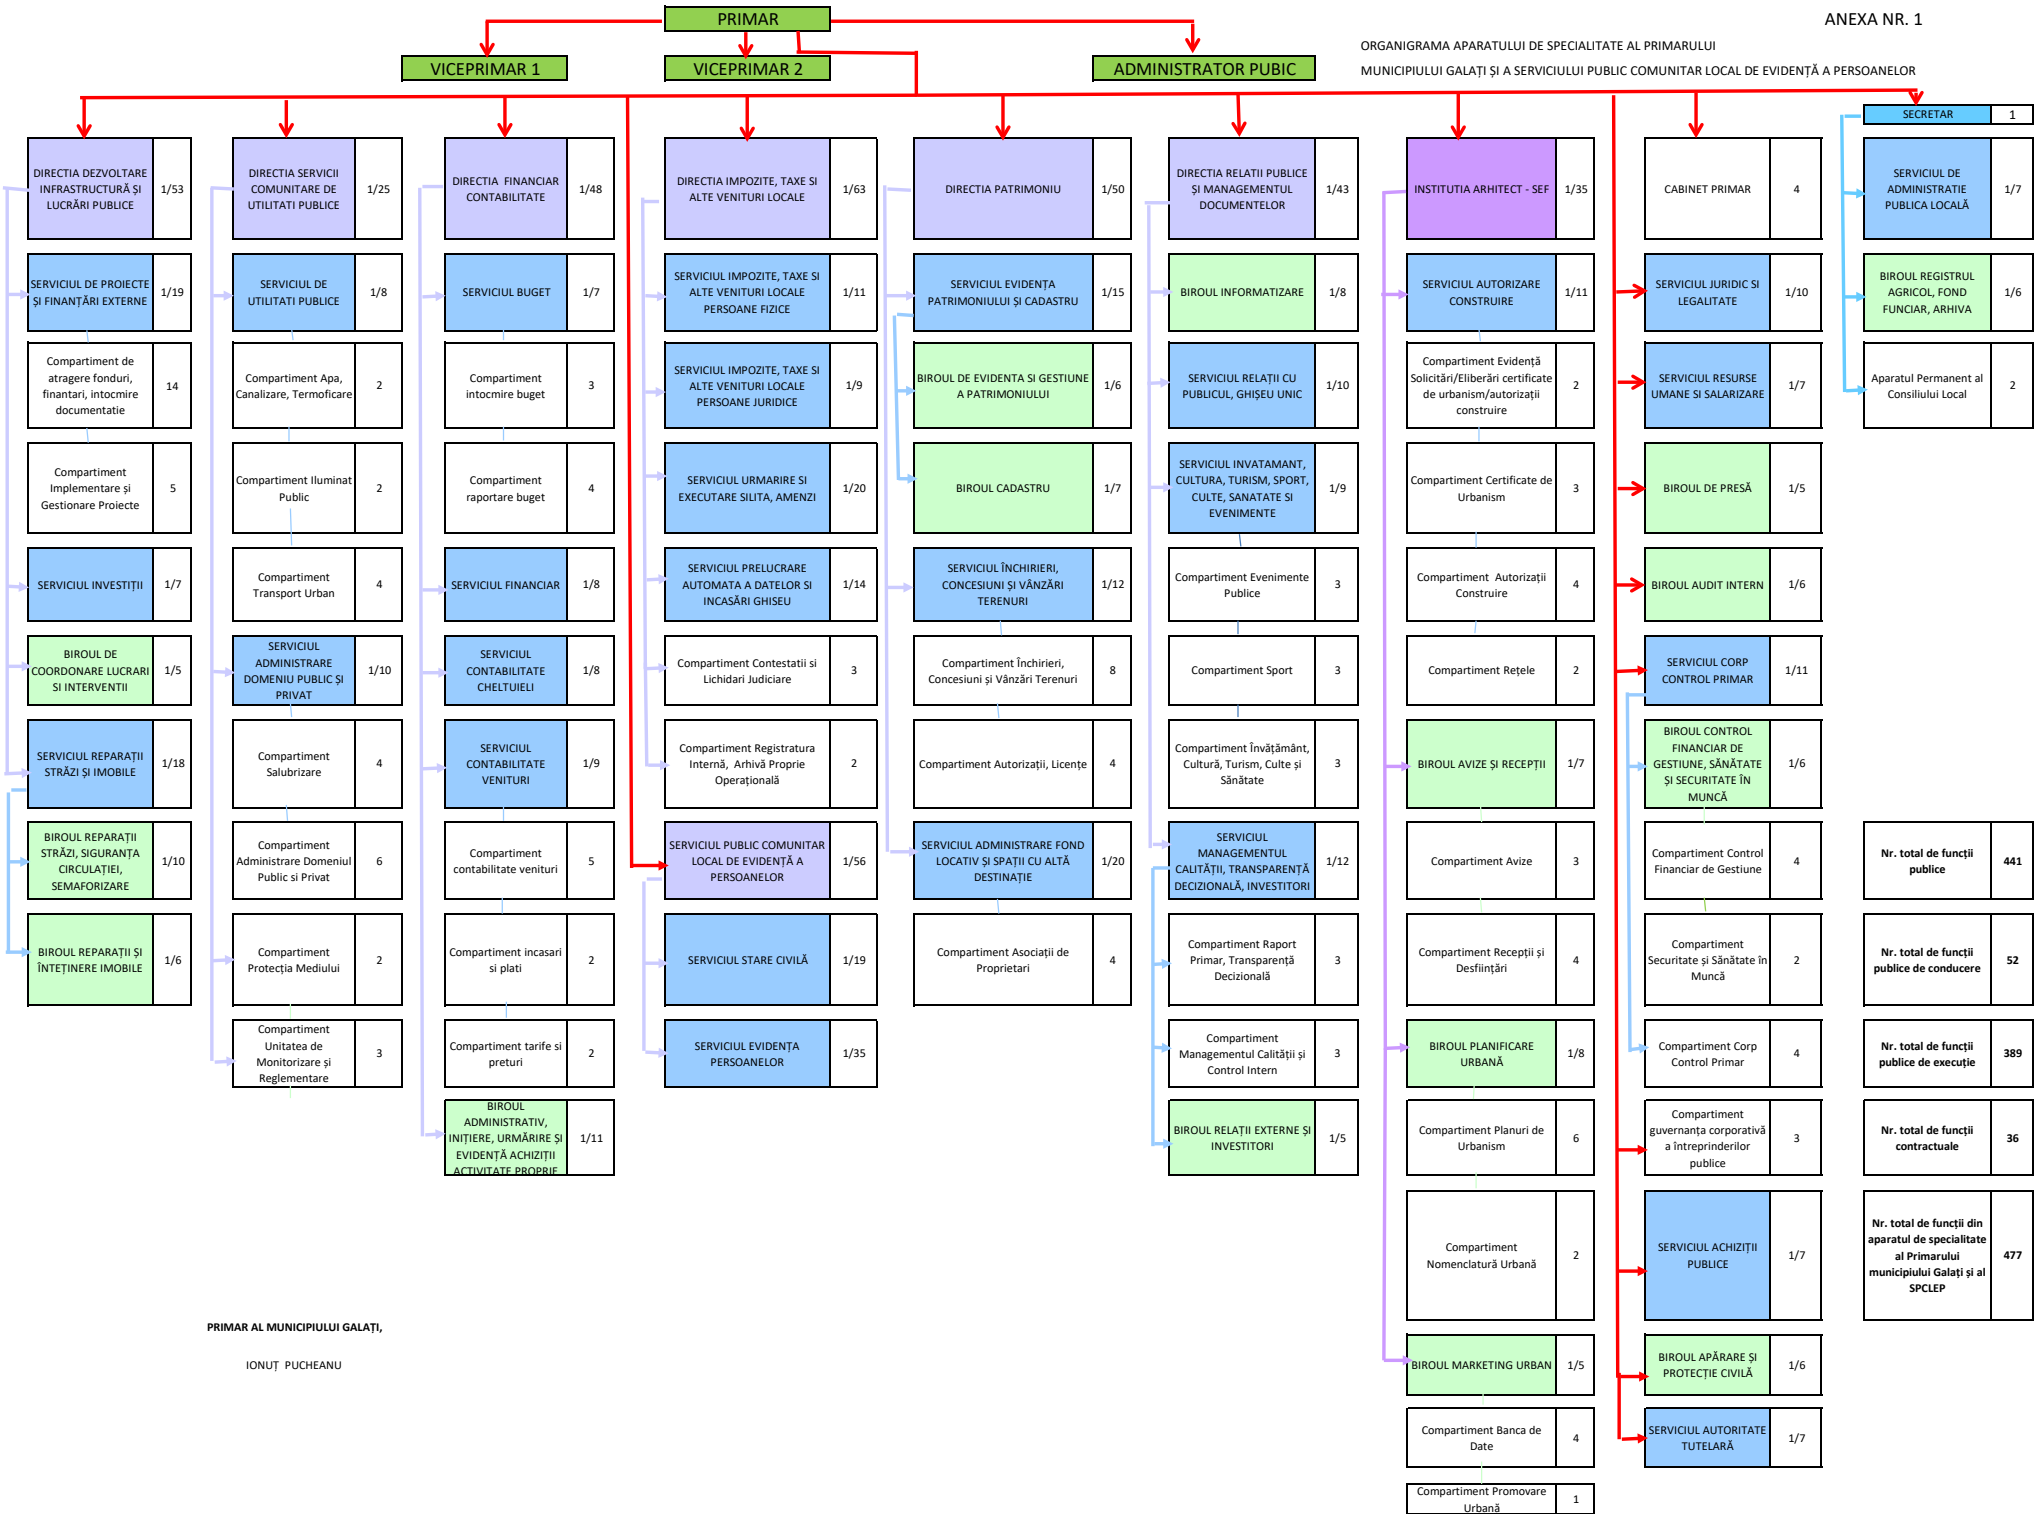 PRIMAR
ANEXA NR. 1
VICEPRIMAR 1
VICEPRIMAR 2
ADMINISTRATOR PUBIC
ORGANIGRAMA APARATULUI DE SPECIALITATE AL PRIMARULUI
MUNICIPIULUI GALAȚI ȘI A SERVICIULUI PUBLIC COMUNITAR LOCAL DE EVIDENȚĂ A PERSOANELOR
DIRECTIA DEZVOLTARE
INFRASTRUCTURĂ ȘI
LUCRĂRI PUBLICE
1/53
SERVICIUL DE PROIECTE
ȘI FINANȚĂRI EXTERNE
1/19
Compartiment de
atragere fonduri,
finantari, intocmire
documentatie
14
Compartiment
Implementare și
Gestionare Proiecte
5
SERVICIUL INVESTIȚII
1/7
BIROUL DE
COORDONARE LUCRARI
SI INTERVENTII
1/5
SERVICIUL REPARAȚII
STRĂZI ȘI IMOBILE
1/18
BIROUL REPARAȚII
STRĂZI, SIGURANȚA
CIRCULAȚIEI,
SEMAFORIZARE
1/10
BIROUL REPARAȚII ȘI
ÎNTEȚINERE IMOBILE
1/6
DIRECTIA SERVICII
COMUNITARE DE
UTILITATI PUBLICE
1/25
SERVICIUL DE
UTILITATI PUBLICE
1/8
Compartiment Apa,
Canalizare, Termoficare
2
Compartiment Iluminat
Public
2
Compartiment
Transport Urban
4
SERVICIUL
ADMINISTRARE
DOMENIU PUBLIC ȘI
PRIVAT
1/10
Compartiment
Salubrizare
4
Compartiment
Administrare Domeniul
Public si Privat
6
Compartiment
Protecția Mediului
2
Compartiment
Unitatea de
Monitorizare și
Reglementare
3
DIRECTIA FINANCIAR
CONTABILITATE
1/48
SERVICIUL BUGET
1/7
Compartiment
intocmire buget
3
Compartiment
raportare buget
4
SERVICIUL FINANCIAR
1/8
SERVICIUL
CONTABILITATE
CHELTUIELI
1/8
SERVICIUL
CONTABILITATE
VENITURI
1/9
Compartiment
contabilitate venituri
5
Compartiment incasari
si plati
2
Compartiment tarife si
preturi
2
BIROUL
ADMINISTRATIV,
INIȚIERE, URMĂRIRE ȘI
EVIDENȚĂ ACHIZIȚII
ACTIVITATE PROPRIE
1/11
DIRECTIA IMPOZITE, TAXE SI
ALTE VENITURI LOCALE
1/63
SERVICIUL IMPOZITE, TAXE SI
ALTE VENITURI LOCALE
PERSOANE FIZICE
1/11
SERVICIUL IMPOZITE, TAXE SI
ALTE VENITURI LOCALE
PERSOANE JURIDICE
1/9
SERVICIUL URMARIRE SI
EXECUTARE SILITA, AMENZI
1/20
SERVICIUL PRELUCRARE
AUTOMATA A DATELOR SI
INCASĂRI GHISEU
1/14
Compartiment Contestatii si
Lichidari Judiciare
3
Compartiment Registratura
Internă, Arhivă Proprie
Operațională
2
SERVICIUL PUBLIC COMUNITAR
LOCAL DE EVIDENȚĂ A
PERSOANELOR
1/56
SERVICIUL STARE CIVILĂ
1/19
SERVICIUL EVIDENȚA
PERSOANELOR
1/35
DIRECTIA PATRIMONIU
1/50
SERVICIUL EVIDENȚA
PATRIMONIULUI ȘI CADASTRU
1/15
BIROUL DE EVIDENTA SI GESTIUNE
A PATRIMONIULUI
1/6
BIROUL CADASTRU
1/7
SERVICIUL ÎNCHIRIERI,
CONCESIUNI ȘI VÂNZĂRI
TERENURI
1/12
Compartiment Închirieri,
Concesiuni și Vânzări Terenuri
8
Compartiment Autorizații, Licențe
4
SERVICIUL ADMINISTRARE FOND
LOCATIV ȘI SPAȚII CU ALTĂ
DESTINAȚIE
1/20
Compartiment Asociații de
Proprietari
4
DIRECTIA RELATII PUBLICE
ȘI MANAGEMENTUL
DOCUMENTELOR
1/43
BIROUL INFORMATIZARE
1/8
SERVICIUL RELAȚII CU
PUBLICUL, GHIȘEU UNIC
1/10
SERVICIUL INVATAMANT,
CULTURA, TURISM, SPORT,
CULTE, SANATATE SI
EVENIMENTE
1/9
Compartiment Evenimente
Publice
3
Compartiment Sport
3
Compartiment Învățământ,
Cultură, Turism, Culte și
Sănătate
3
SERVICIUL
MANAGEMENTUL
CALITĂȚII, TRANSPARENȚĂ
DECIZIONALĂ, INVESTITORI
1/12
Compartiment Raport
Primar, Transparență
Decizională
3
Compartiment
Managementul Calității și
Control Intern
3
BIROUL RELAȚII EXTERNE ȘI
INVESTITORI
1/5
INSTITUTIA ARHITECT - SEF
1/35
SERVICIUL AUTORIZARE
CONSTRUIRE
1/11
Compartiment Evidență
Solicitări/Eliberări certificate
de urbanism/autorizații
construire
2
Compartiment Certificate de
Urbanism
3
Compartiment Autorizații
Construire
4
Compartiment Rețele
2
BIROUL AVIZE ȘI RECEPȚII
1/7
Compartiment Avize
3
Compartiment Recepții și
Desființări
4
BIROUL PLANIFICARE
URBANĂ
1/8
Compartiment Planuri de
Urbanism
6
Compartiment
Nomenclatură Urbană
2
BIROUL MARKETING URBAN
1/5
Compartiment Banca de
Date
4
Compartiment Promovare
Urbană
1
CABINET PRIMAR
4
SERVICIUL JURIDIC SI
LEGALITATE
1/10
SERVICIUL RESURSE
UMANE SI SALARIZARE
1/7
BIROUL DE PRESĂ
1/5
BIROUL AUDIT INTERN
1/6
SERVICIUL CORP
CONTROL PRIMAR
1/11
BIROUL CONTROL
FINANCIAR DE
GESTIUNE, SĂNĂTATE
ȘI SECURITATE ÎN
MUNCĂ
1/6
Compartiment Control
Financiar de Gestiune
4
Compartiment
Securitate și Sănătate în
Muncă
2
Compartiment Corp
Control Primar
4
Compartiment
guvernanța corporativă
a întreprinderilor
publice
3
SERVICIUL ACHIZIȚII
PUBLICE
1/7
BIROUL APĂRARE ȘI
PROTECȚIE CIVILĂ
1/6
SERVICIUL AUTORITATE
TUTELARĂ
1/7
SECRETAR
1
SERVICIUL DE
ADMINISTRATIE
PUBLICA LOCALĂ
1/7
BIROUL REGISTRUL
AGRICOL, FOND
FUNCIAR, ARHIVA
1/6
Aparatul Permanent al
Consiliului Local
2
Nr. total de funcții
publice
441
Nr. total de funcții
publice de conducere
52
Nr. total de funcții
publice de execuție
389
Nr. total de funcții
contractuale
36
Nr. total de funcții din
aparatul de specialitate
al Primarului
municipiului Galați și al
SPCLEP
477
PRIMAR AL MUNICIPIULUI GALAȚI,
IONUȚ PUCHEANU